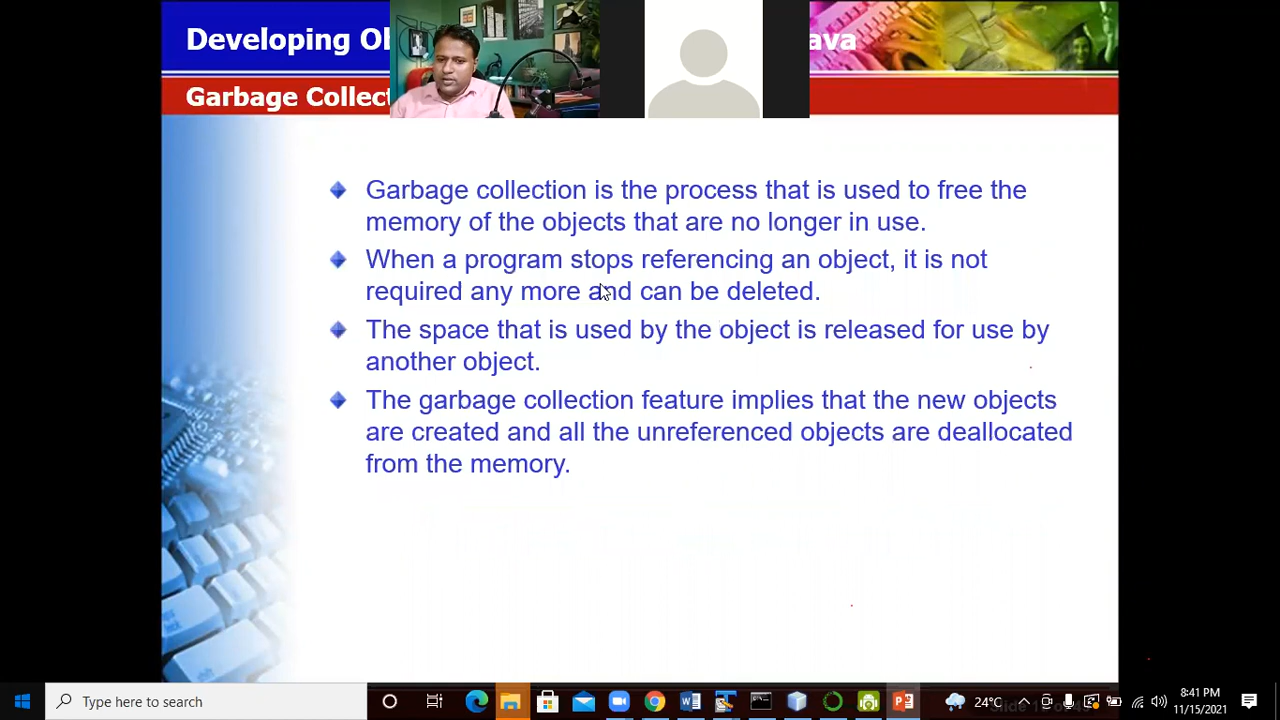 Developing Ob
ava
Garbage Collect
Garbage collection is the process that is used to free the
memory of the objects that are no longer in use.
When a program stops referencing an object, it is not
required any more and can be deleted.
The space that is used by the object is released for use by
another object.
The garbage collection feature implies that the new objects
are created and all the unreferenced objects are deallocated
from the memory.
Type here to search
24°C
8:41 PM
11/15/2021